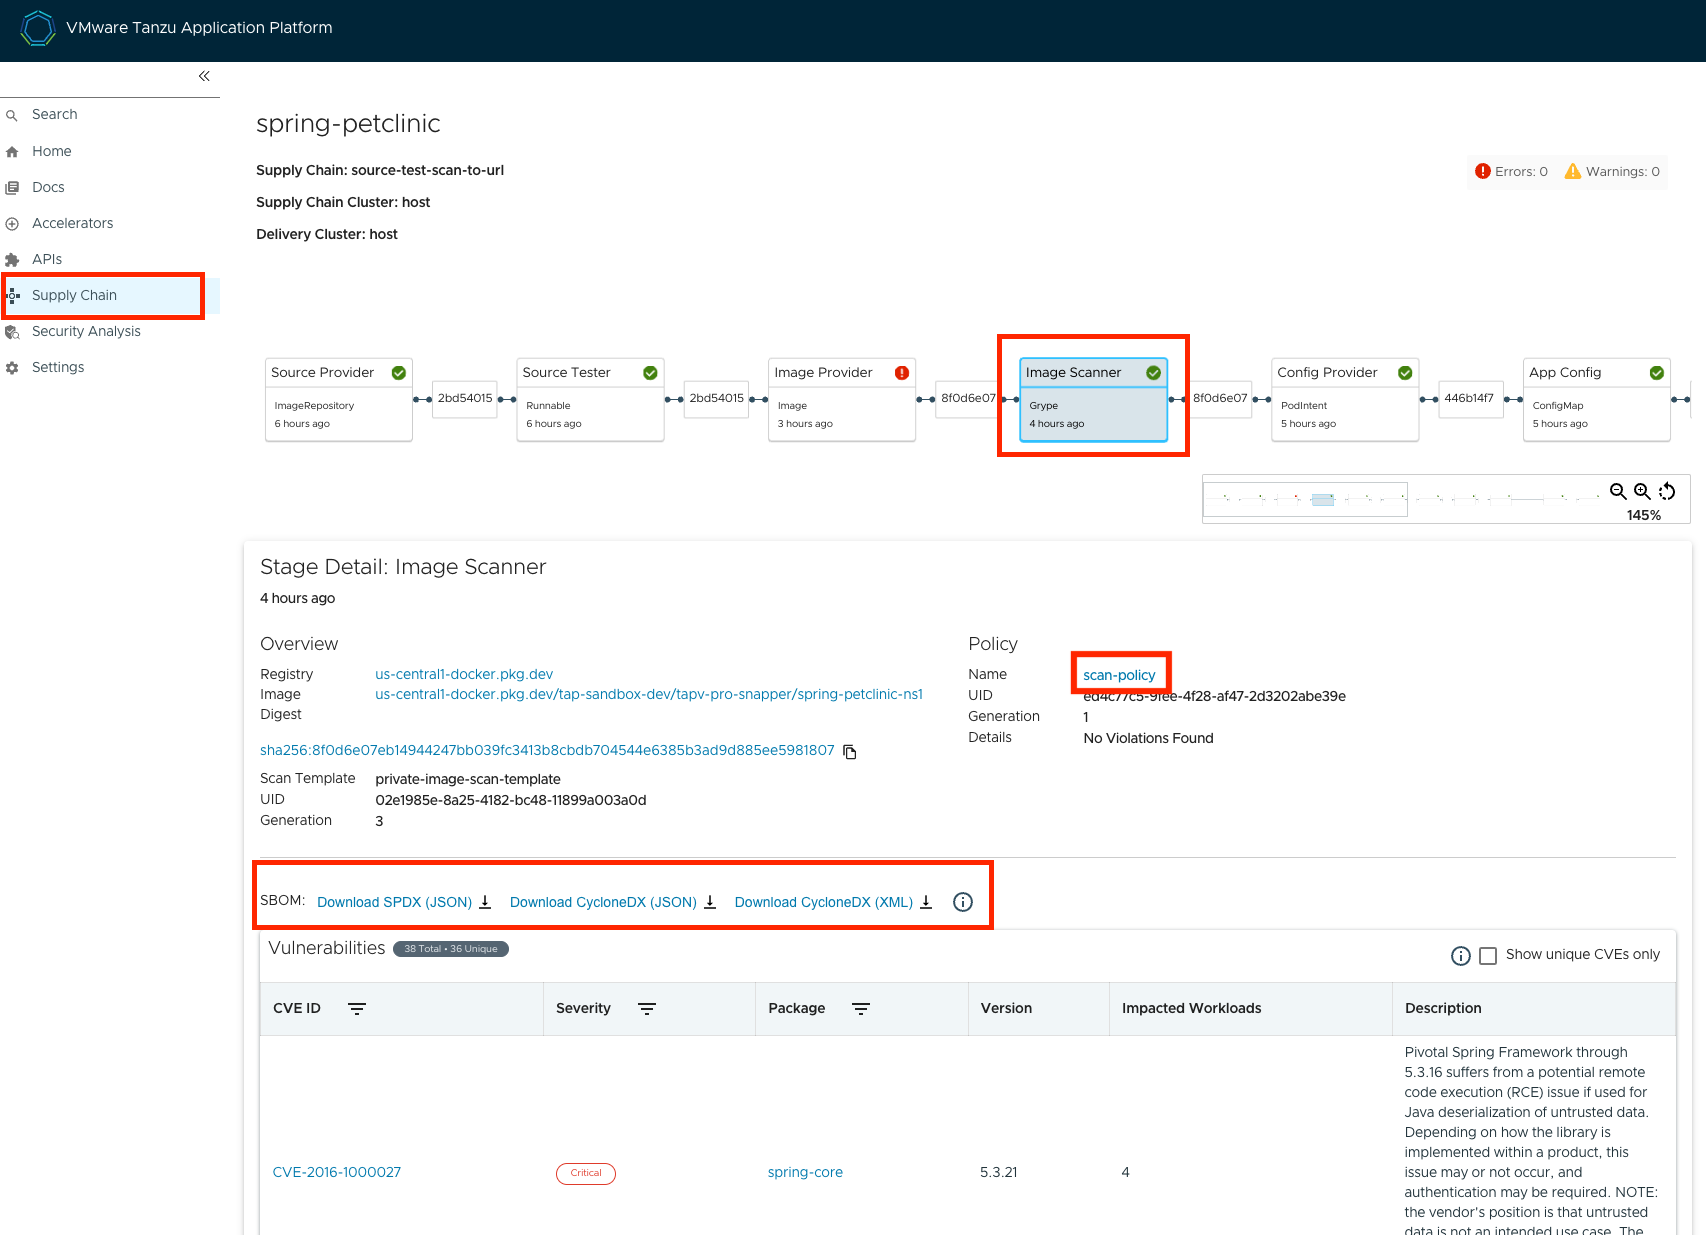 VMware Tanzu Application Platform
Search
Home
Docs
Accelerators
APIs
Supply Chain
Security Analysis
Settings
spring-petclinic
Supply Chain: source-test-scan-to-url
Supply Chain Cluster: host
Delivery Cluster: host
Errors: 0
Warnings: 0
Source Provider
ImageRepository
6 hours ago
2bd54015
Source Tester
Runnable
6 hours ago
2bd54015
Image Provider
Image
3 hours ago
8f0d6e07
Image Scanner
Grype
4 hours ago
8f0d6e07
Config Provider
PodIntent
5 hours ago
446b14f7
App Config
ConfigMap
5 hours ago
145%
Stage Detail: Image Scanner
4 hours ago
Overview
Registry us-central1-docker.pkg.dev
Image us-central1-docker.pkg.dev/tap-sandbox-dev/tapv-pro-snapper/spring-petclinic-ns1
Digest
sha256:8f0d6e07eb14944247bb039fc3413b8cbdb704544e6385b3ad9d885ee5981807
Scan Template private-image-scan-template
UID 02e1985e-8a25-4182-bc48-11899a003a0d
Generation 3
Policy
Name scan-policy
UID ed4c77c5-9fee-4f28-af47-2d3202abe39e
Generation 1
Details No Violations Found
SBOM: Download SPDX (JSON) Download CycloneDX (JSON) Download CycloneDX (XML)
Vulnerabilities 38 Total • 36 Unique
Show unique CVEs only
CVE ID Severity Package Version Impacted Workloads Description
CVE-2016-1000027 Critical spring-core 5.3.21 4
Pivotal Spring Framework through
5.3.16 suffers from a potential remote
code execution (RCE) issue if used for
Java deserialization of untrusted data.
Depending on how the library is
implemented within a product, this
issue may or not occur, and
authentication may be required. NOTE:
the vendor's position is that untrusted
data is not an intended use case. The